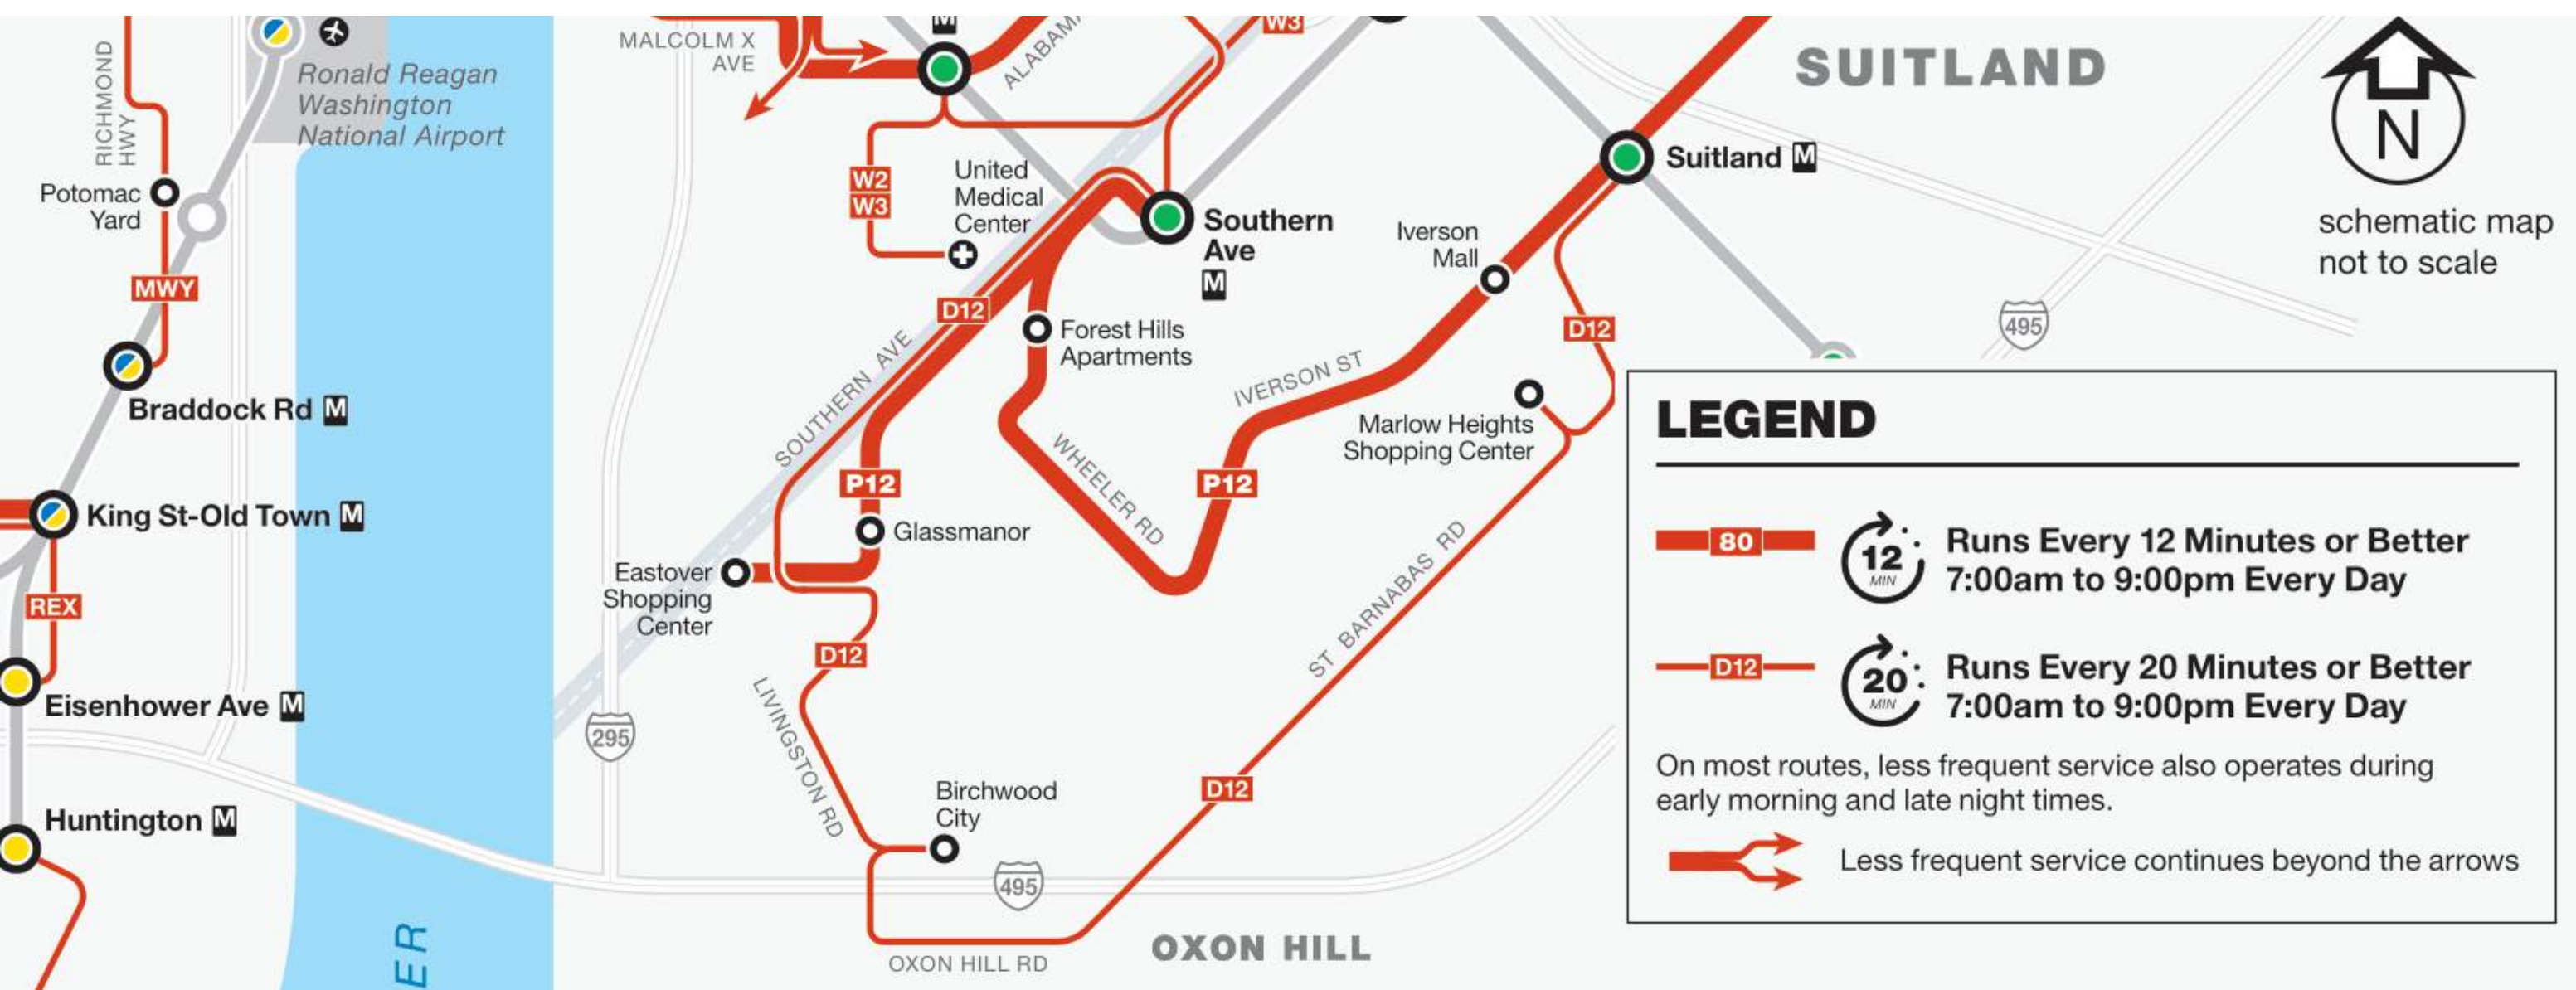 RICHMOND
HWY
Ronald Reagan
Washington
National Airport
Potomac
Yard
MWY
Braddock Rd M
King St-Old Town M
REX
Eisenhower Ave M
Huntington M
ER
MALCOLM X
AVE
M
W3
W2
W3
United
Medical
Center
Southern
Ave
M
D12
SOUTHERN AVE
Forest Hills
Apartments
P12
Glassmanor
WHEELER RD
P12
IVERSON ST
Iverson
Mall
Suitland M
SUITLAND
D12
Marlow Heights
Shopping Center
Eastover
Shopping
Center
D12
LIVINGSTON RD
295
Birchwood
City
495
D12
ST BARNABAS RD
OXON HILL RD
OXON HILL
495
N
schematic map
not to scale
LEGEND
80
12
MIN
Runs Every 12 Minutes or Better
7:00am to 9:00pm Every Day
D12
20
MIN
Runs Every 20 Minutes or Better
7:00am to 9:00pm Every Day
On most routes, less frequent service also operates during
early morning and late night times.
Less frequent service continues beyond the arrows